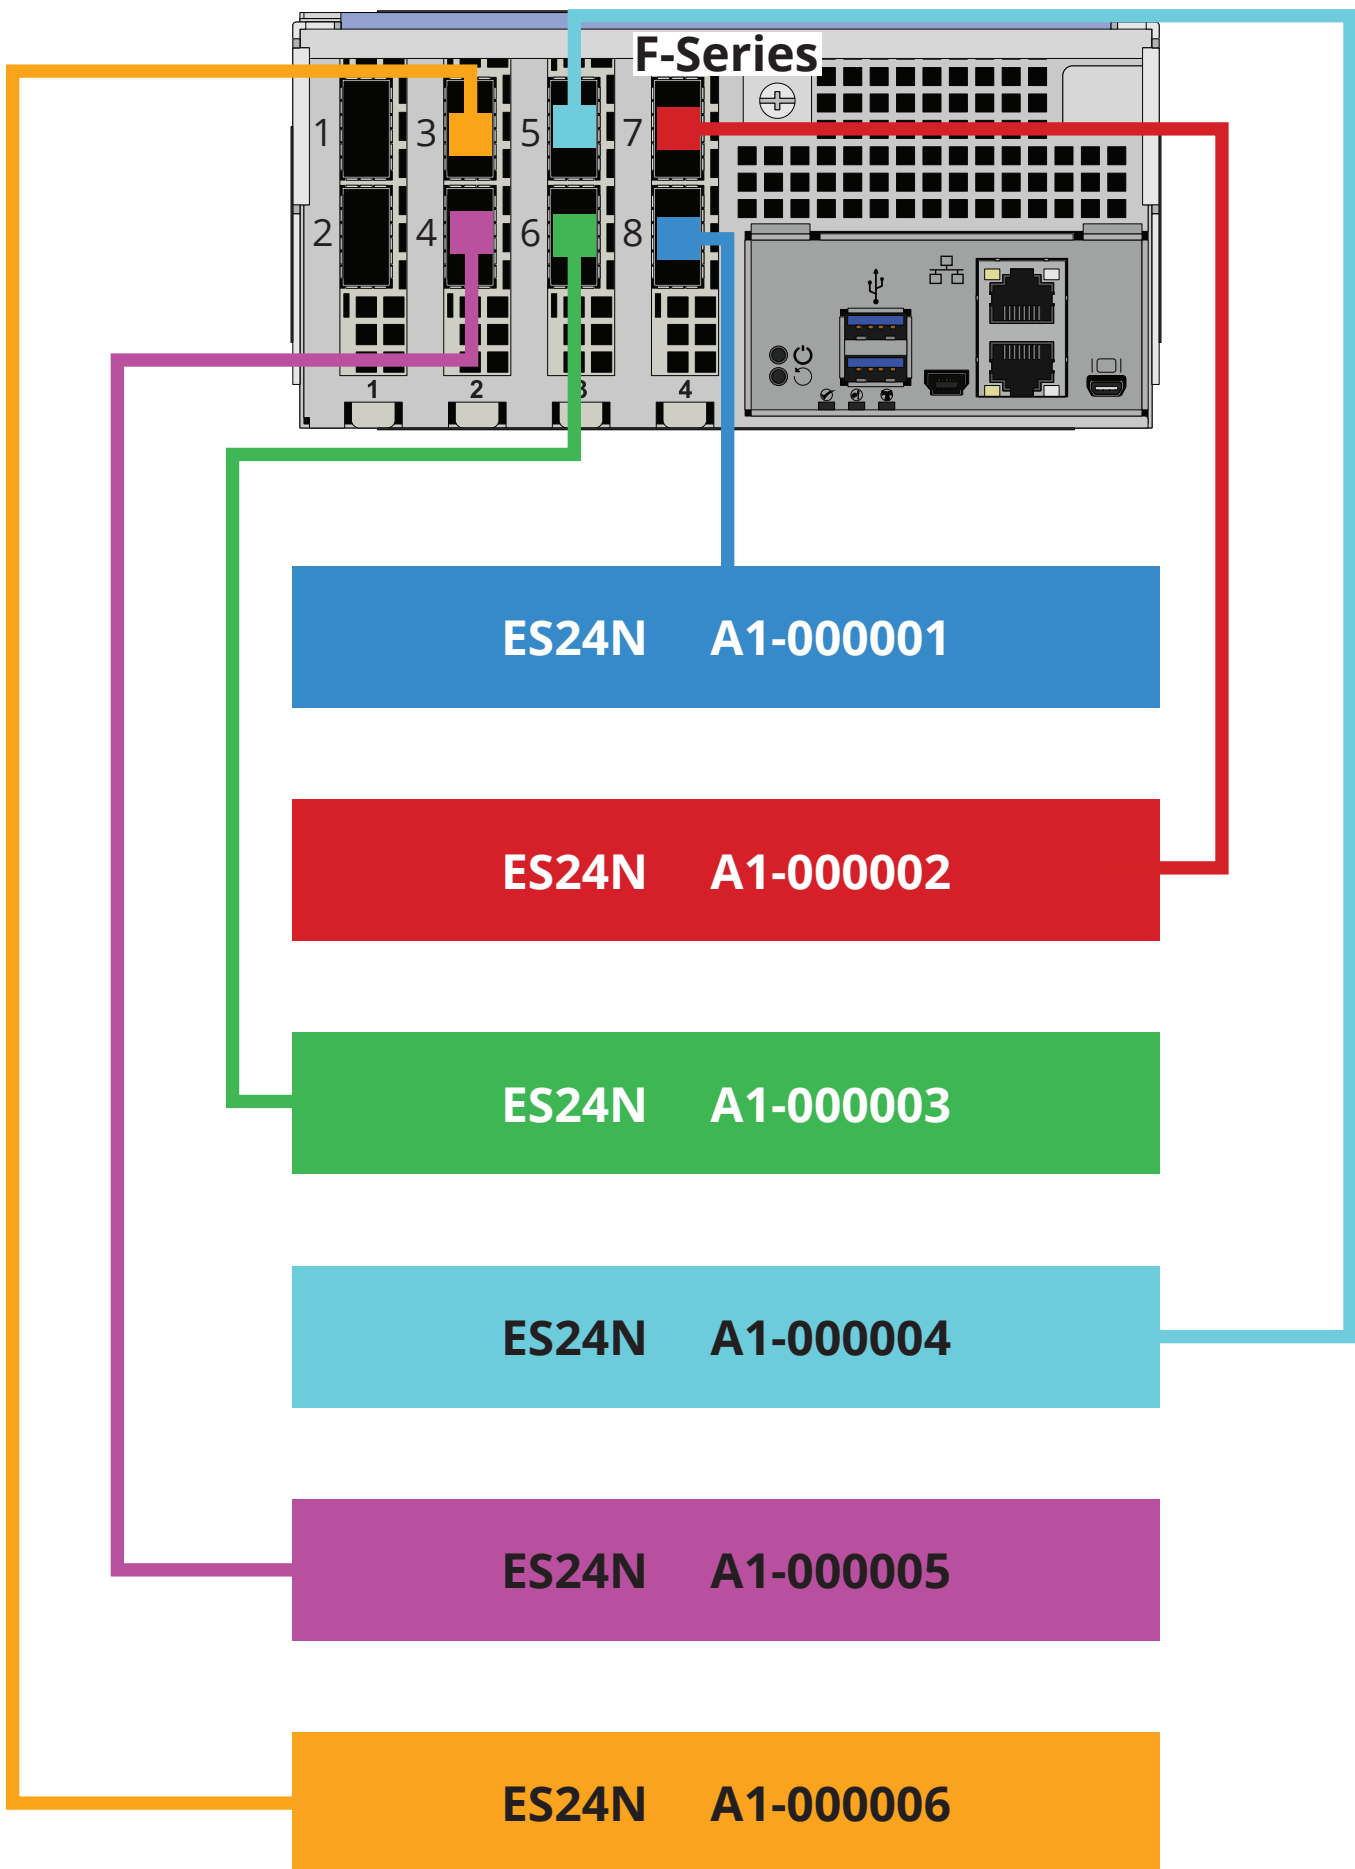 F-Series
1 3 5 7
2 4 6 8
1 2 3 4
ES24N A1-000001
ES24N A1-000002
ES24N A1-000003
ES24N A1-000004
ES24N A1-000005
ES24N A1-000006